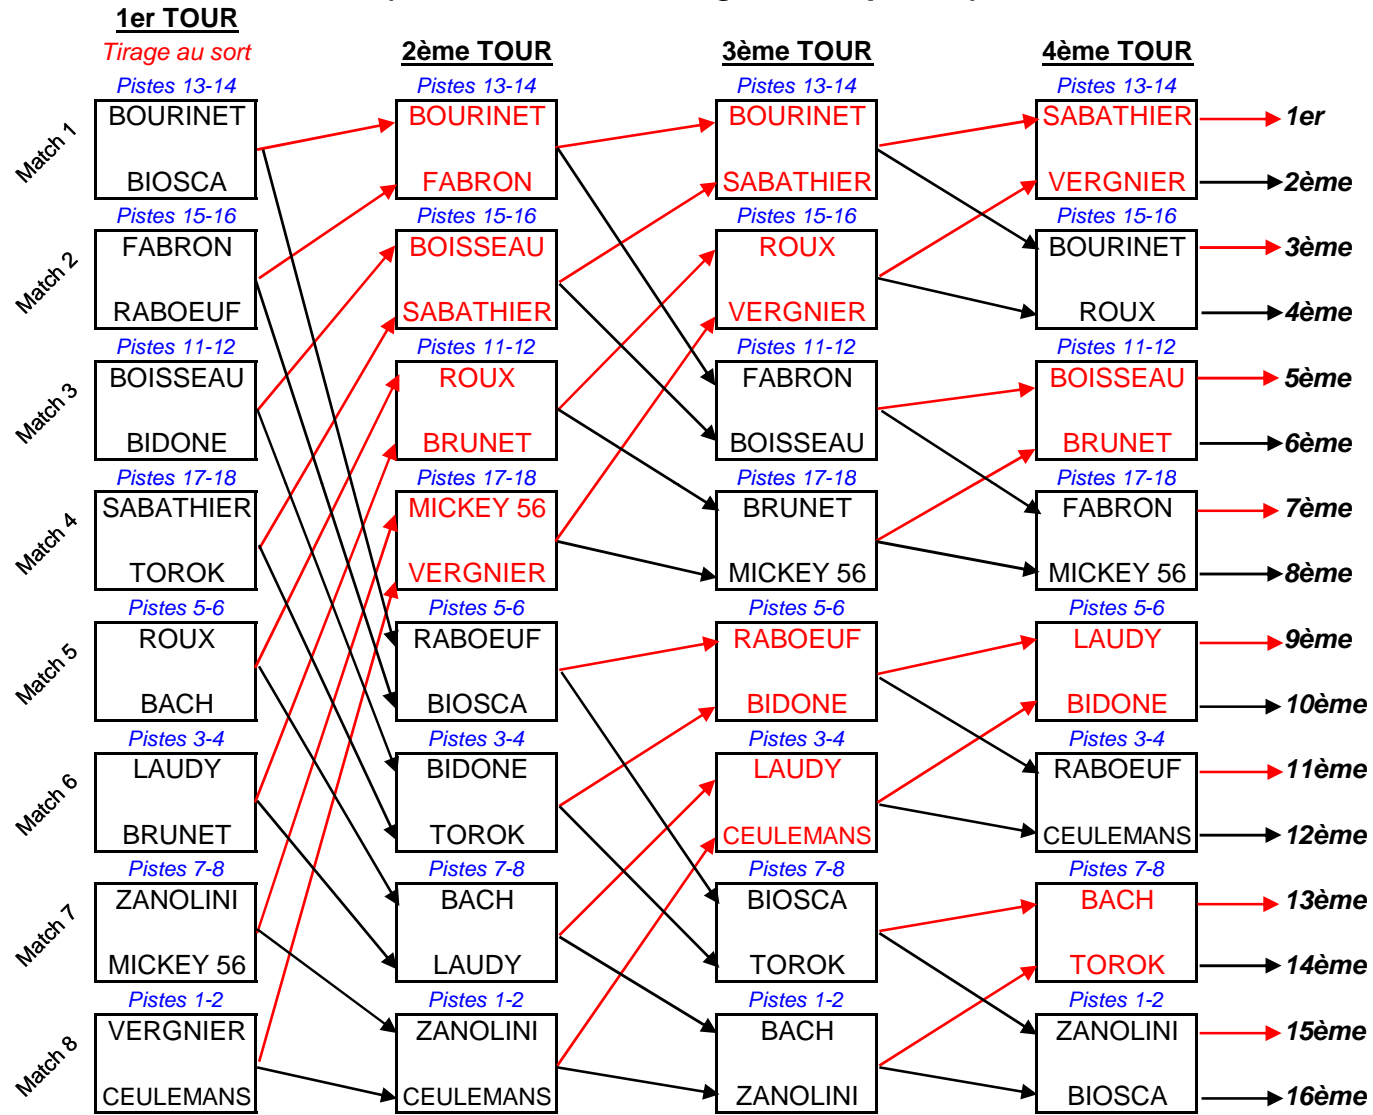 1er TOUR
Tirage au sort
2ème TOUR
3ème TOUR
4ème TOUR
Pistes 13-14
Pistes 13-14
Pistes 13-14
Pistes 13-14
Match 1
BOURINET
BIOSCA
BOURINET
FABRON
BOURINET
SABATHIER
SABATHIER
VERGNIER
1er
2ème
Pistes 15-16
Pistes 15-16
Pistes 15-16
Pistes 15-16
Match 2
FABRON
RABOEUF
BOISSEAU
SABATHIER
ROUX
VERGNIER
BOURINET
ROUX
3ème
4ème
Pistes 11-12
Pistes 11-12
Pistes 11-12
Pistes 11-12
Match 3
BOISSEAU
BIDONE
ROUX
BRUNET
FABRON
BOISSEAU
BOISSEAU
BRUNET
5ème
6ème
Pistes 17-18
Pistes 17-18
Pistes 17-18
Pistes 17-18
Match 4
SABATHIER
TOROK
MICKEY 56
VERGNIER
BRUNET
MICKEY 56
FABRON
MICKEY 56
7ème
8ème
Pistes 5-6
Pistes 5-6
Pistes 5-6
Pistes 5-6
Match 5
ROUX
BACH
RABOEUF
BIOSCA
RABOEUF
BIDONE
LAUDY
BIDONE
9ème
10ème
Pistes 3-4
Pistes 3-4
Pistes 3-4
Pistes 3-4
Match 6
LAUDY
BRUNET
BIDONE
TOROK
LAUDY
CEULEMANS
RABOEUF
CEULEMANS
11ème
12ème
Pistes 7-8
Pistes 7-8
Pistes 7-8
Pistes 7-8
Match 7
ZANOLINI
MICKEY 56
BACH
LAUDY
BIOSCA
TOROK
BACH
TOROK
13ème
14ème
Pistes 1-2
Pistes 1-2
Pistes 1-2
Pistes 1-2
Match 8
VERGNIER
CEULEMANS
ZANOLINI
CEULEMANS
BACH
ZANOLINI
ZANOLINI
BIOSCA
15ème
16ème